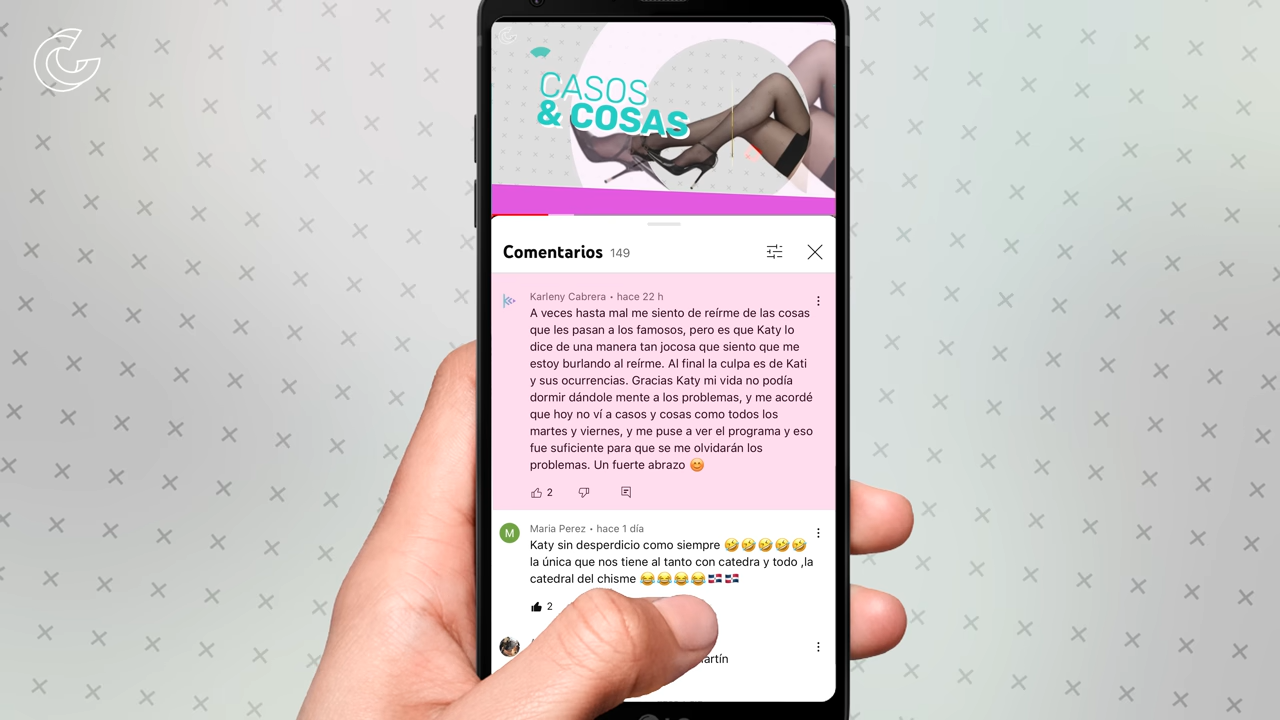 CASOS
& COSAS
Comentarios 149
Karleny Cabrera • hace 22 h
A veces hasta mal me siento de reírme de las cosas
que les pasan a los famosos, pero es que Katy lo
dice de una manera tan jocosa que siento que me
estoy burlando al reírme. Al final la culpa es de Kati
y sus ocurrencias. Gracias Katy mi vida no podía
dormir dándole mente a los problemas, y me acordé
que hoy no ví a casos y cosas como todos los
martes y viernes, y me puse a ver el programa y eso
fue suficiente para que se me olvidarán los
problemas. Un fuerte abrazo 😊
2
M
Maria Perez • hace 1 día
Katy sin desperdicio como siempre 🤣🤣🤣🤣🤣
la única que nos tiene al tanto con catedra y todo ,la
catedral del chisme 😂😂😂😂🇩🇴🇩🇴
2